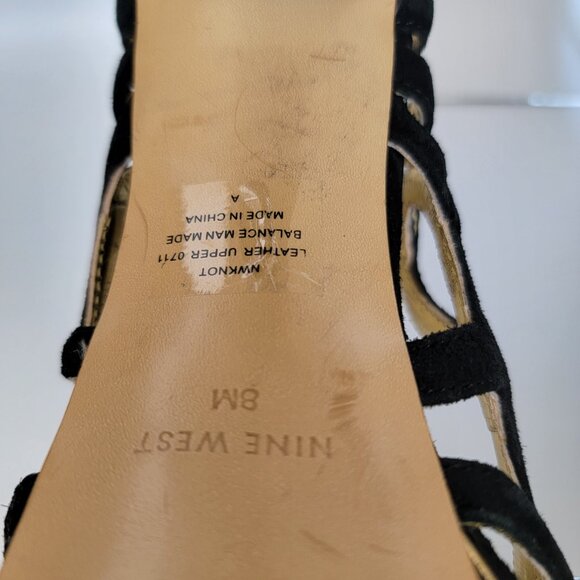 NINE WEST
8M
NWKNOT
LEATHER UPPER 0711
BALANCE MAN MADE
MADE IN CHINA
A